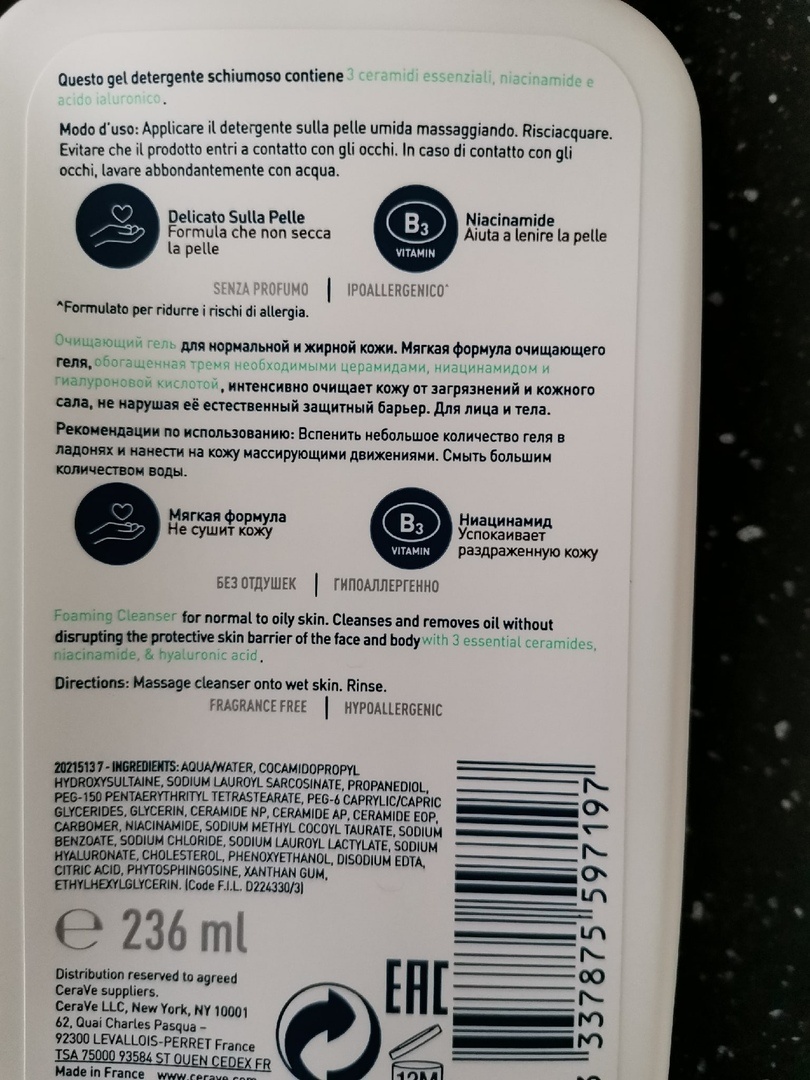 Questo gel detergente schiumoso contiene 3 ceramidi essenziali, niacinamide e
acido ialuronico.
Modo d'uso: Applicare il detergente sulla pelle umida massaggiando. Risciacquare.
Evitare che il prodotto entri a contatto con gli occhi. In caso di contatto con gli
occhi, lavare abbondantemente con acqua.
Delicato Sulla Pelle
Formula che non secca
la pelle
B3
VITAMIN
Niacinamide
Aiuta a lenire la pelle
SENZA PROFUMO | IPOALLERGENICO^
^Formulato per ridurre i rischi di allergia.
Очищающий гель для нормальной и жирной кожи. Мягкая формула очищающего
геля, обогащенная тремя необходимыми церамидами, ниацинамидом и
гиалуроновой кислотой, интенсивно очищает кожу от загрязнений и кожного
сала, не нарушая её естественный защитный барьер. Для лица и тела.
Рекомендации по использованию: Вспенить небольшое количество геля в
ладонях и нанести на кожу массирующими движениями. Смыть большим
количеством воды.
Мягкая формула
Не сушит кожу
B3
VITAMIN
Ниацинамид
Успокаивает
раздраженную кожу
БЕЗ ОТДУШЕК | ГИПОАЛЛЕРГЕННО
Foaming Cleanser for normal to oily skin. Cleanses and removes oil without
disrupting the protective skin barrier of the face and body with 3 essential ceramides,
niacinamide, & hyaluronic acid.
Directions: Massage cleanser onto wet skin. Rinse.
FRAGRANCE FREE | HYPOALLERGENIC
2021513 7 - INGREDIENTS: AQUA/WATER, COCAMIDOPROPYL
HYDROXYSULTAINE, SODIUM LAUROYL SARCOSINATE, PROPANEDIOL,
PEG-150 PENTAERYTHRITYL TETRASTEARATE, PEG-6 CAPRYLIC/CAPRIC
GLYCERIDES, GLYCERIN, CERAMIDE NP, CERAMIDE AP, CERAMIDE EOP,
CARBOMER, NIACINAMIDE, SODIUM METHYL COCOYL TAURATE, SODIUM
BENZOATE, SODIUM CHLORIDE, SODIUM LAUROYL LACTYLATE, SODIUM
HYALURONATE, CHOLESTEROL, PHENOXYETHANOL, DISODIUM EDTA,
CITRIC ACID, PHYTOSPHINGOSINE, XANTHAN GUM,
ETHYLHEXYLGLYCERIN. (Code F.I.L. D224330/3)
℮ 236 ml
Distribution reserved to agreed
CeraVe suppliers.
CeraVe LLC, New York, NY 10001
62, Quai Charles Pasqua –
92300 LEVALLOIS-PERRET France
TSA 75000 93584 ST OUEN CEDEX FR
Made in France www.cerave.com
EAC
12M
3 337875 597197